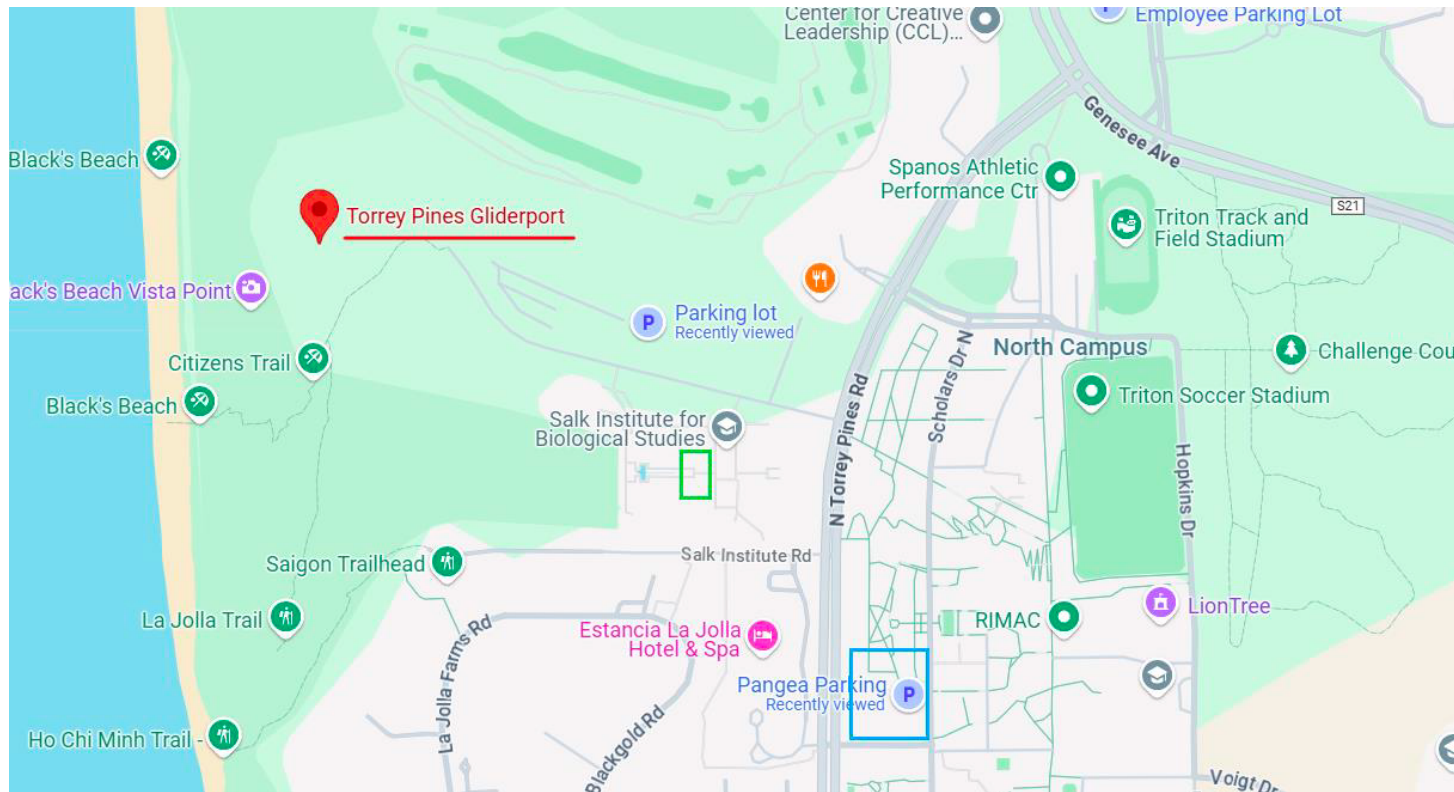 Center for Creative
Leadership (CCL)...
Employee Parking Lot
Genesee Ave
Black's Beach
Spanos Athletic
Performance Ctr
S21
Torrey Pines Gliderport
Triton Track and
Field Stadium
ack's Beach Vista Point
P
Parking lot
Recently viewed
North Campus
Citizens Trail
Challenge Cou
Black's Beach
Scholars Dr N
Triton Soccer Stadium
Salk Institute for
Biological Studies
N Torrey Pines Rd
Hopkins Dr
Salk Institute Rd
Saigon Trailhead
La Jolla Trail
Estancia La Jolla
Hotel & Spa
RIMAC
LionTree
La Jolla Farms Rd
Pangea Parking
Recently viewed
P
Blackgold Rd
Ho Chi Minh Trail -
Voigt Dr